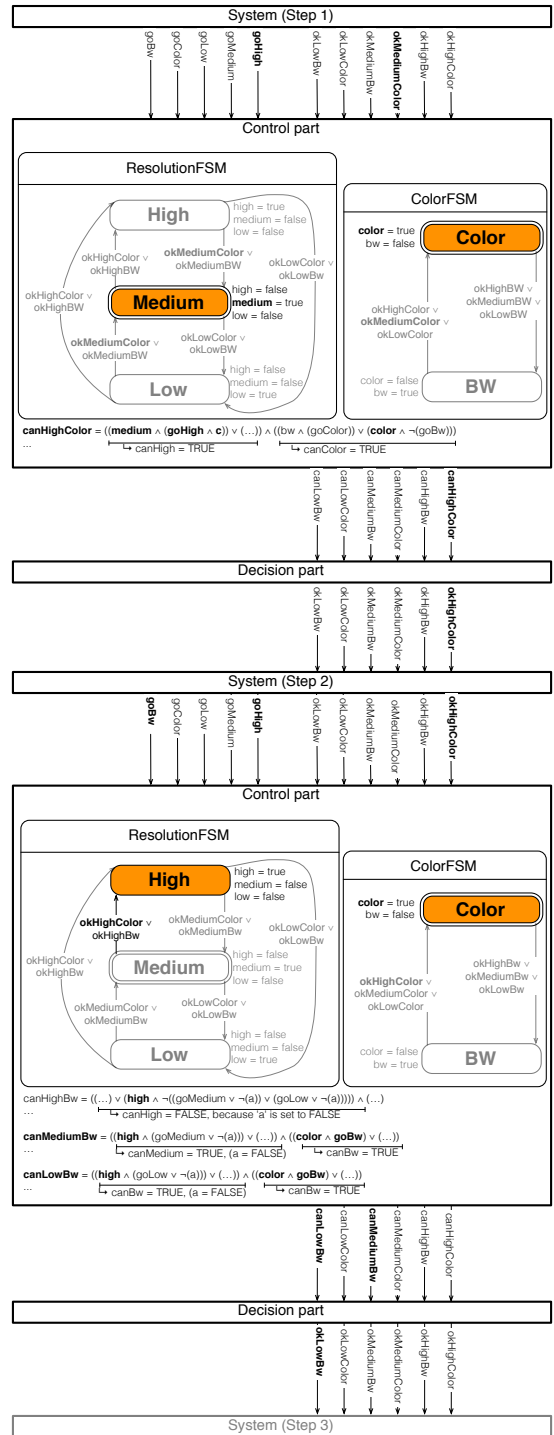 System (Step 1)
goBw
goColor
goLow
goMedium
goHigh
okLowBw
okLowColor
okMediumBw
okMediumColor
okHighBw
okHighColor
Control part
ResolutionFSM
ColorFSM
High
high = true
medium = false
low = false
okHighColor ∨
okHighBW
okMediumColor ∨
okMediumBW
okLowColor ∨
okLowBw
okHighColor ∨
okHighBW
Medium
high = false
medium = true
low = false
okMediumColor ∨
okMediumBW
okLowColor ∨
okLowBW
Low
high = false
medium = false
low = true
color = true
bw = false
Color
okHighColor ∨
okMediumColor ∨
okLowColor
okHighBW ∨
okMediumBW ∨
okLowBW
color = false
bw = true
BW
canHighColor = ((medium ∧ (goHigh ∧ c)) ∨ (…)) ∧ ((bw ∧ (goColor)) ∨ (color ∧ ¬(goBw)))
…
↳ canHigh = TRUE
↳ canColor = TRUE
canLowBw
canLowColor
canMediumBw
canMediumColor
canHighBw
canHighColor
Decision part
okLowBw
okLowColor
okMediumBw
okMediumColor
okHighBw
okHighColor
System (Step 2)
goBw
goColor
goLow
goMedium
goHigh
okLowBw
okLowColor
okMediumBw
okMediumColor
okHighBw
okHighColor
Control part
ResolutionFSM
ColorFSM
High
high = true
medium = false
low = false
okHighColor ∨
okHighBw
okMediumColor ∨
okMediumBw
okLowColor ∨
okLowBw
okHighColor ∨
okHighBw
Medium
high = false
medium = true
low = false
okMediumColor ∨
okMediumBw
okLowColor ∨
okLowBw
Low
high = false
medium = false
low = true
color = true
bw = false
Color
okHighColor ∨
okMediumColor ∨
okLowColor
okHighBw ∨
okMediumBw ∨
okLowBw
color = false
bw = true
BW
canHighBw = ((…) ∨ (high ∧ ¬((goMedium ∨ ¬(a)) ∨ (goLow ∨ ¬(a))))) ∧ (…)
…
↳ canHigh = FALSE, because 'a' is set to FALSE
canMediumBw = ((high ∧ (goMedium ∨ ¬(a))) ∨ (…)) ∧ ((color ∧ goBw) ∨ (…))
…
↳ canMedium = TRUE, (a = FALSE)
↳ canBw = TRUE
canLowBw = ((high ∧ (goLow ∨ ¬(a))) ∨ (…)) ∧ ((color ∧ goBw) ∨ (…))
…
↳ canBw = TRUE, (a = FALSE)
↳ canBw = TRUE
canLowBw
canLowColor
canMediumBw
canMediumColor
canHighBw
canHighColor
Decision part
okLowBw
okLowColor
okMediumBw
okMediumColor
okHighBw
okHighColor
System (Step 3)